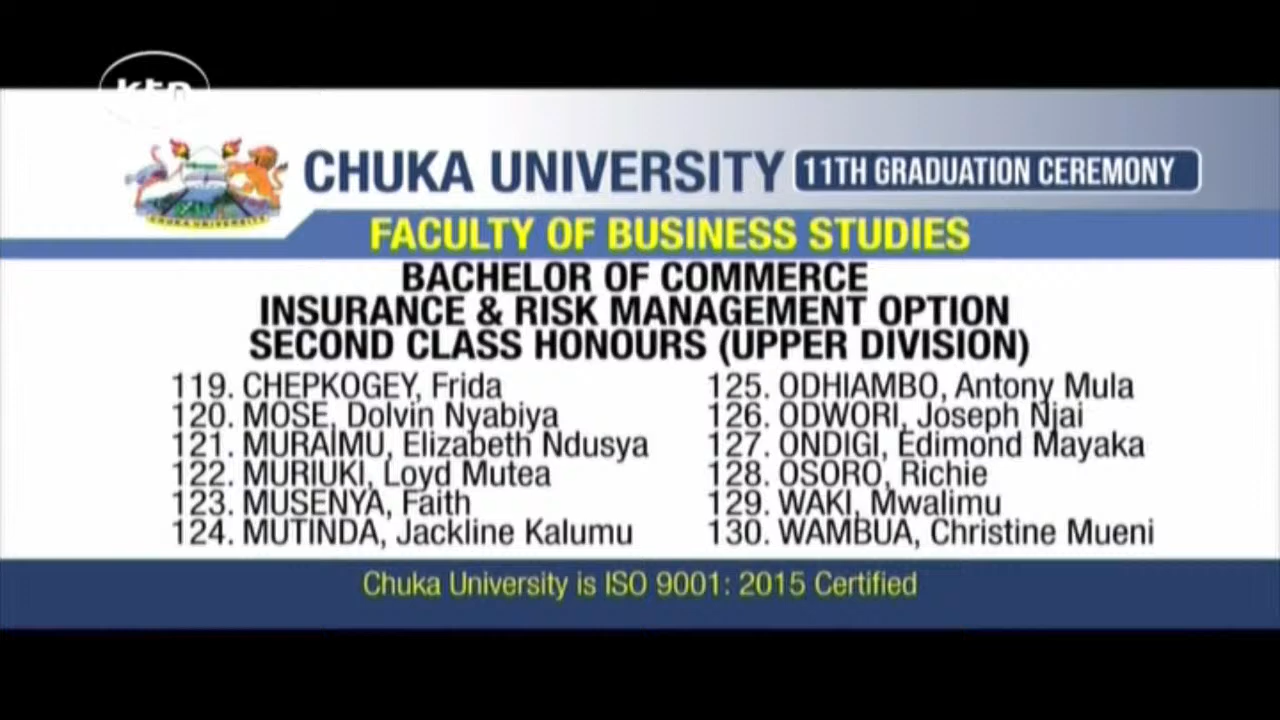 ktn
CHUKA UNIVERSITY
11TH GRADUATION CEREMONY
CHUKA UNIVERSITY
FACULTY OF BUSINESS STUDIES
BACHELOR OF COMMERCE
INSURANCE & RISK MANAGEMENT OPTION
SECOND CLASS HONOURS (UPPER DIVISION)
119. CHEPKOGEY, Frida
120. MOSE, Dolvin Nyabiya
121. MURAIMU, Elizabeth Ndusya
122. MURIUKI, Loyd Mutea
123. MUSENYA, Faith
124. MUTINDA, Jackline Kalumu
125. ODHIAMBO, Antony Mula
126. ODWORI, Joseph Njai
127. ONDIGI, Edimond Mayaka
128. OSORO, Richie
129. WAKI, Mwalimu
130. WAMBUA, Christine Mueni
Chuka University is ISO 9001: 2015 Certified